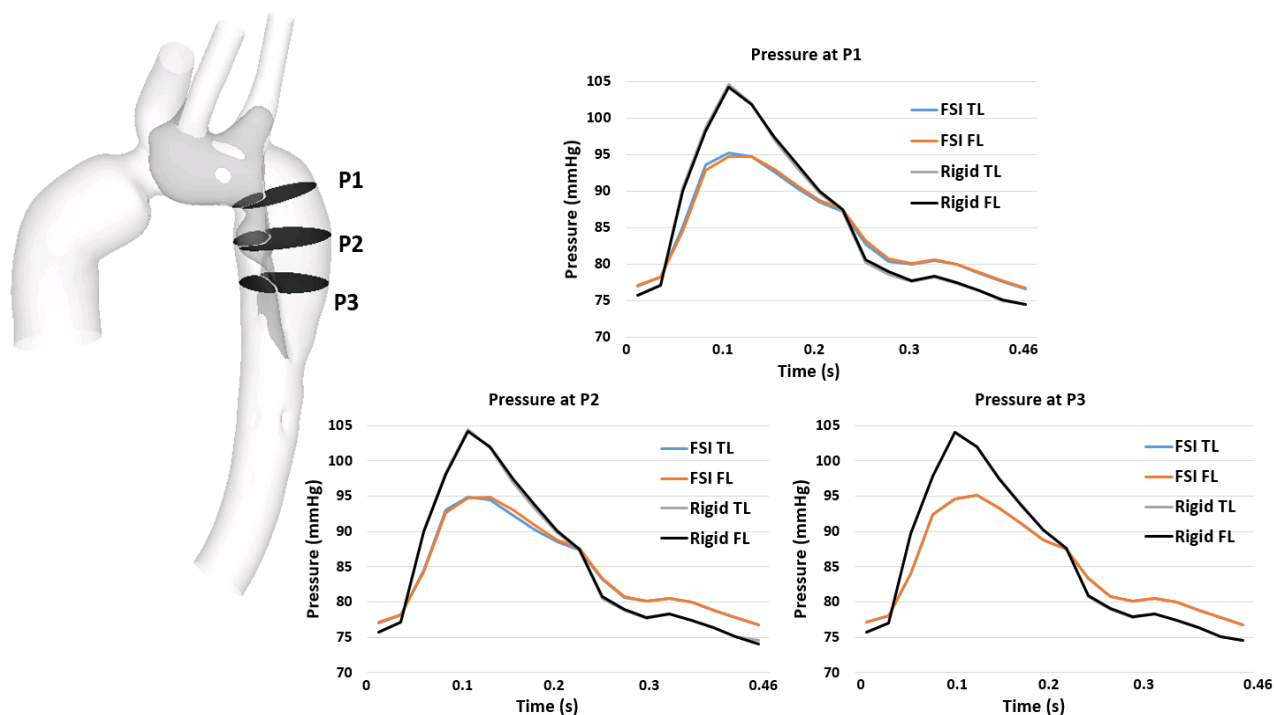 P1
P2
P3
Pressure at P1
Pressure (mmHg)
105
100
95
90
85
80
75
70
0
0.1
0.2
0.3
0.46
Time (s)
FSI TL
FSI FL
Rigid TL
Rigid FL
Pressure at P2
Pressure (mmHg)
105
100
95
90
85
80
75
70
0
0.1
0.2
0.3
0.46
Time (s)
FSI TL
FSI FL
Rigid TL
Rigid FL
Pressure at P3
Pressure (mmHg)
105
100
95
90
85
80
75
70
0
0.1
0.2
0.3
0.46
Time (s)
FSI TL
FSI FL
Rigid TL
Rigid FL